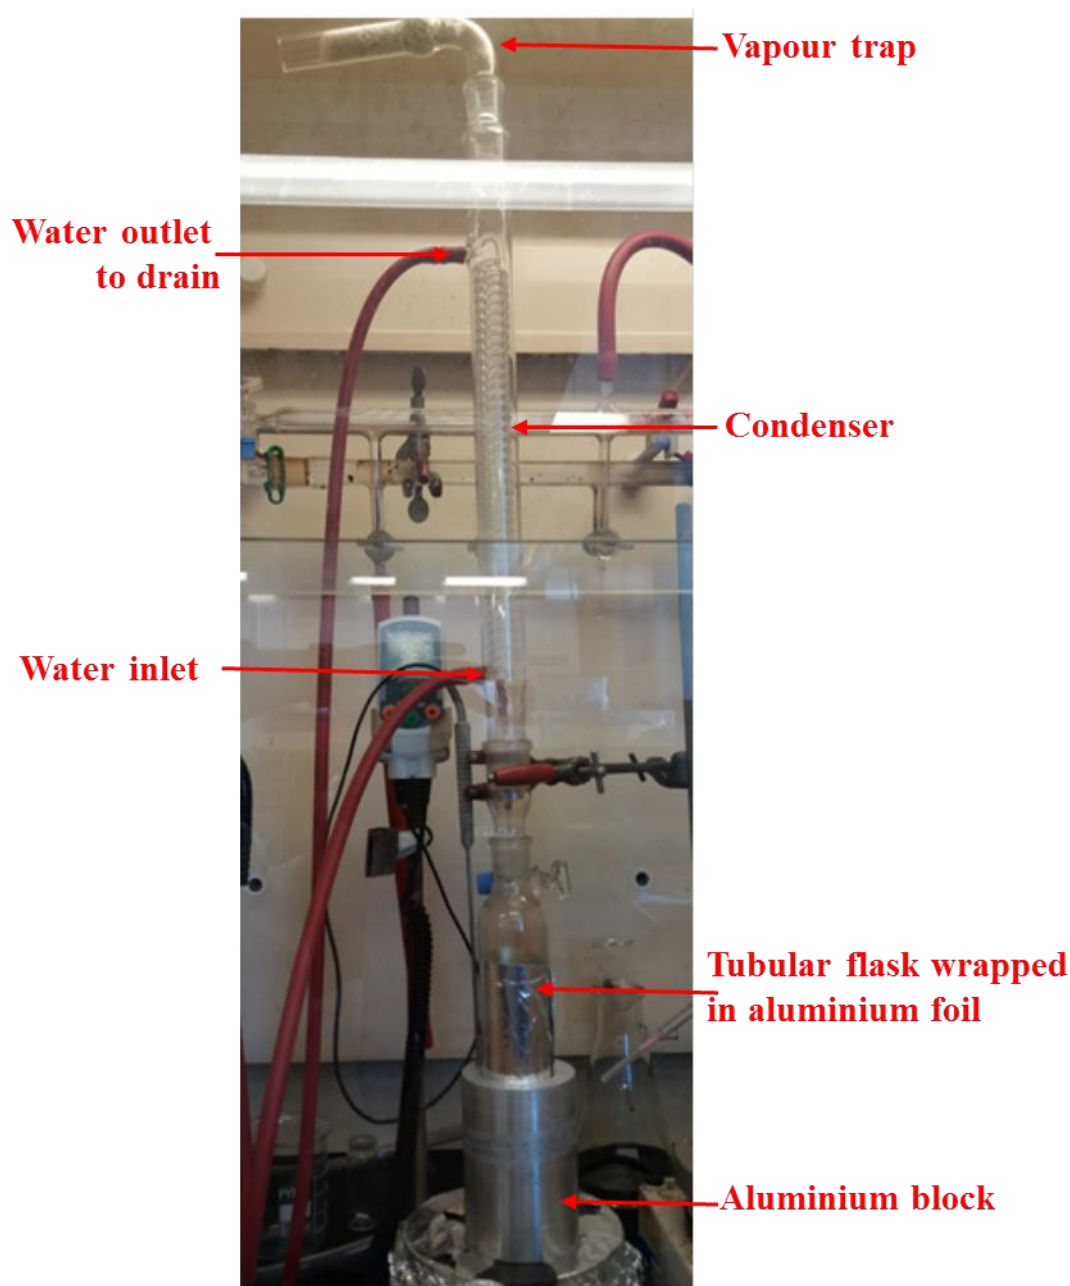 Vapour trap
Water outlet
to drain
Condenser
Water inlet
Tubular flask wrapped
in aluminium foil
Aluminium block